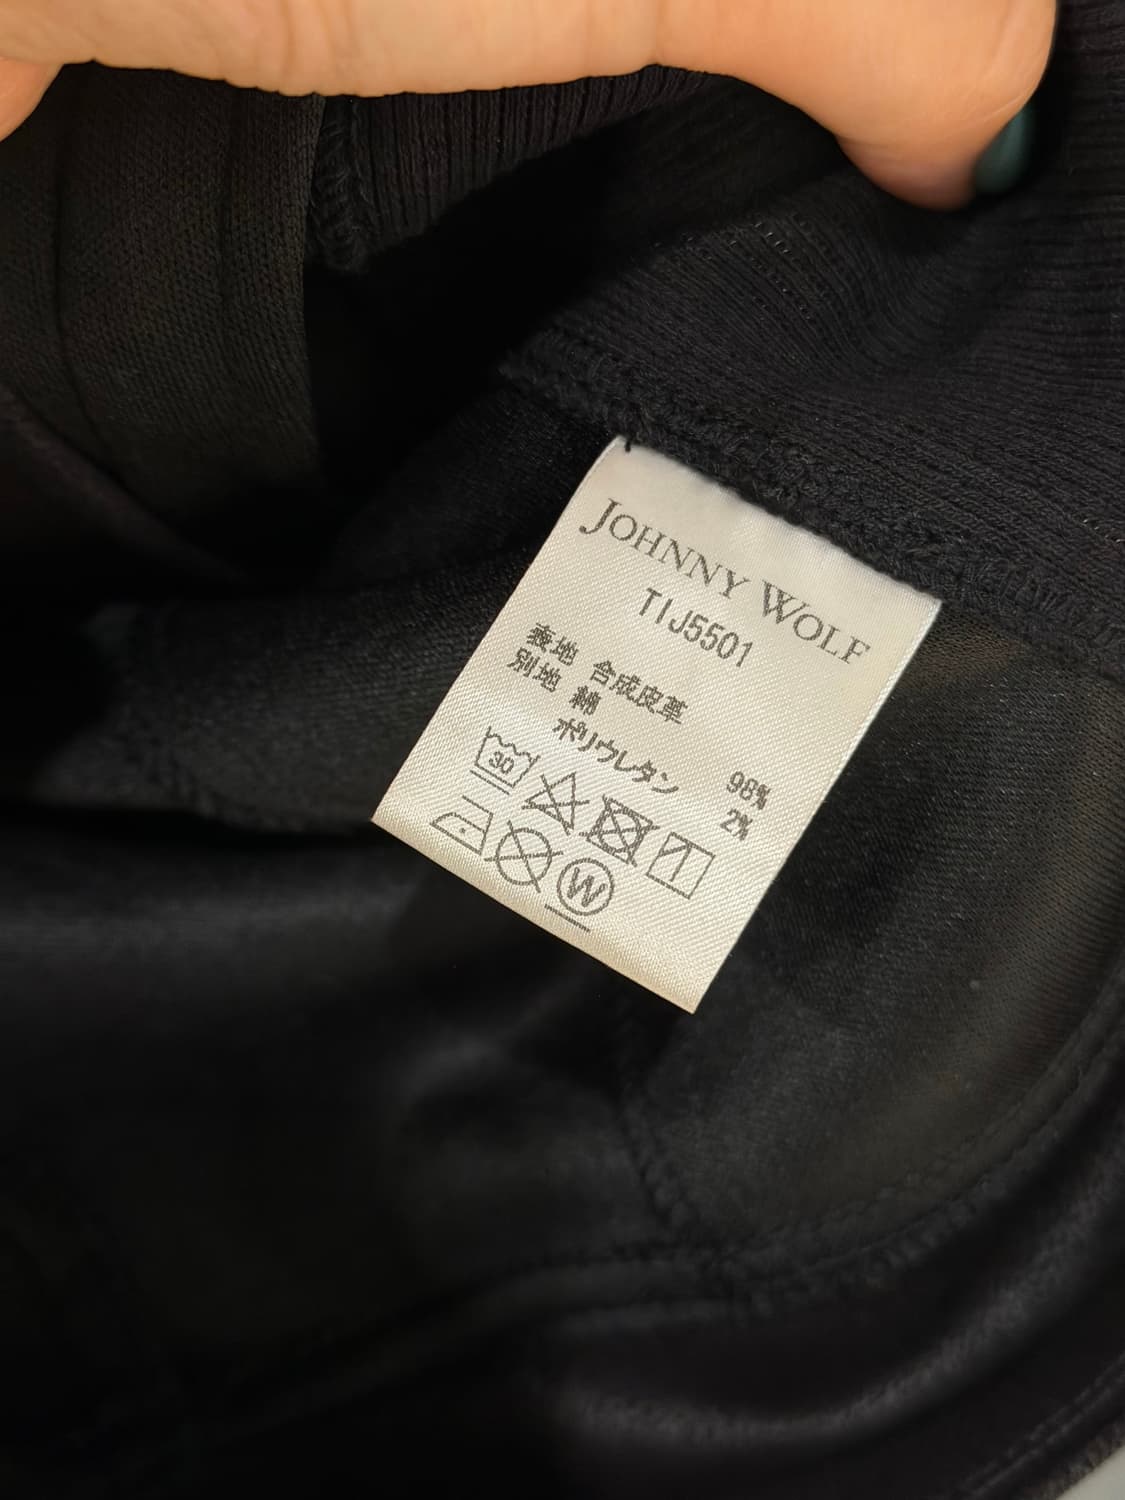 JOHNNY WOLF
TIJ5501
表地 合成皮革
別地 綿 98%
ポリウレタン 2%
30
W